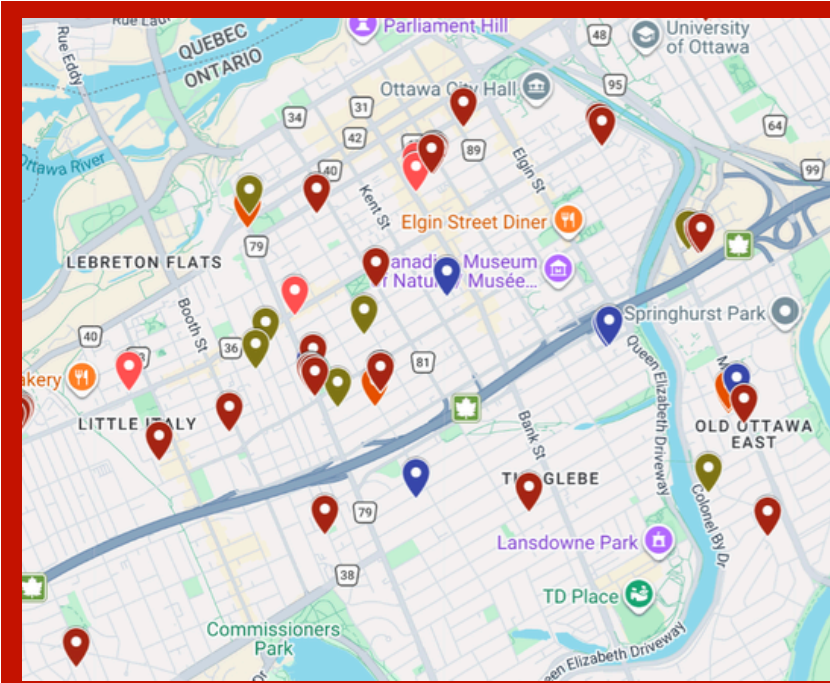 Parliament Hill
Rue Eddy
QUEBEC
ONTARIO
48
University
of Ottawa
Ottawa City Hall
95
31
34
42
64
89
40
99
Ottawa River
Elgin St
Kent St
Elgin Street Diner
79
LEBRETON FLATS
Museum
Musée...
Booth St
Springhurst Park
40
36
81
akery
LITTLE ITALY
Queen Elizabeth Driveway
OLD OTTAWA
EAST
Bank St
GLEBE
79
Colonel By Dr
Lansdowne Park
38
TD Place
Commissioners
Park
een Elizabeth Driveway